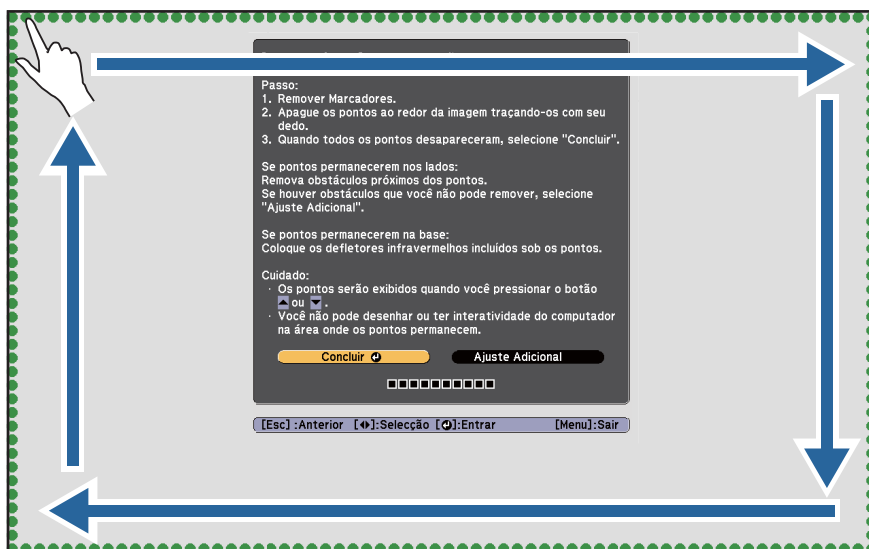 Passo:
1. Remover Marcadores.
2. Apague os pontos ao redor da imagem traçando-os com seu
dedo.
3. Quando todos os pontos desapareceram, selecione "Concluir".
Se pontos permanecerem nos lados:
Remova obstáculos próximos dos pontos.
Se houver obstáculos que você não pode remover, selecione
"Ajuste Adicional".
Se pontos permanecerem na base:
Coloque os defletores infravermelhos incluídos sob os pontos.
Cuidado:
· Os pontos serão exibidos quando você pressionar o botão
▲ ou ▼ .
· Você não pode desenhar ou ter interatividade do computador
na área onde os pontos permanecem.
Concluir Ajuste Adicional
[Esc] :Anterior [◀▶]:Selecção [↵]:Entrar [Menu]:Sair